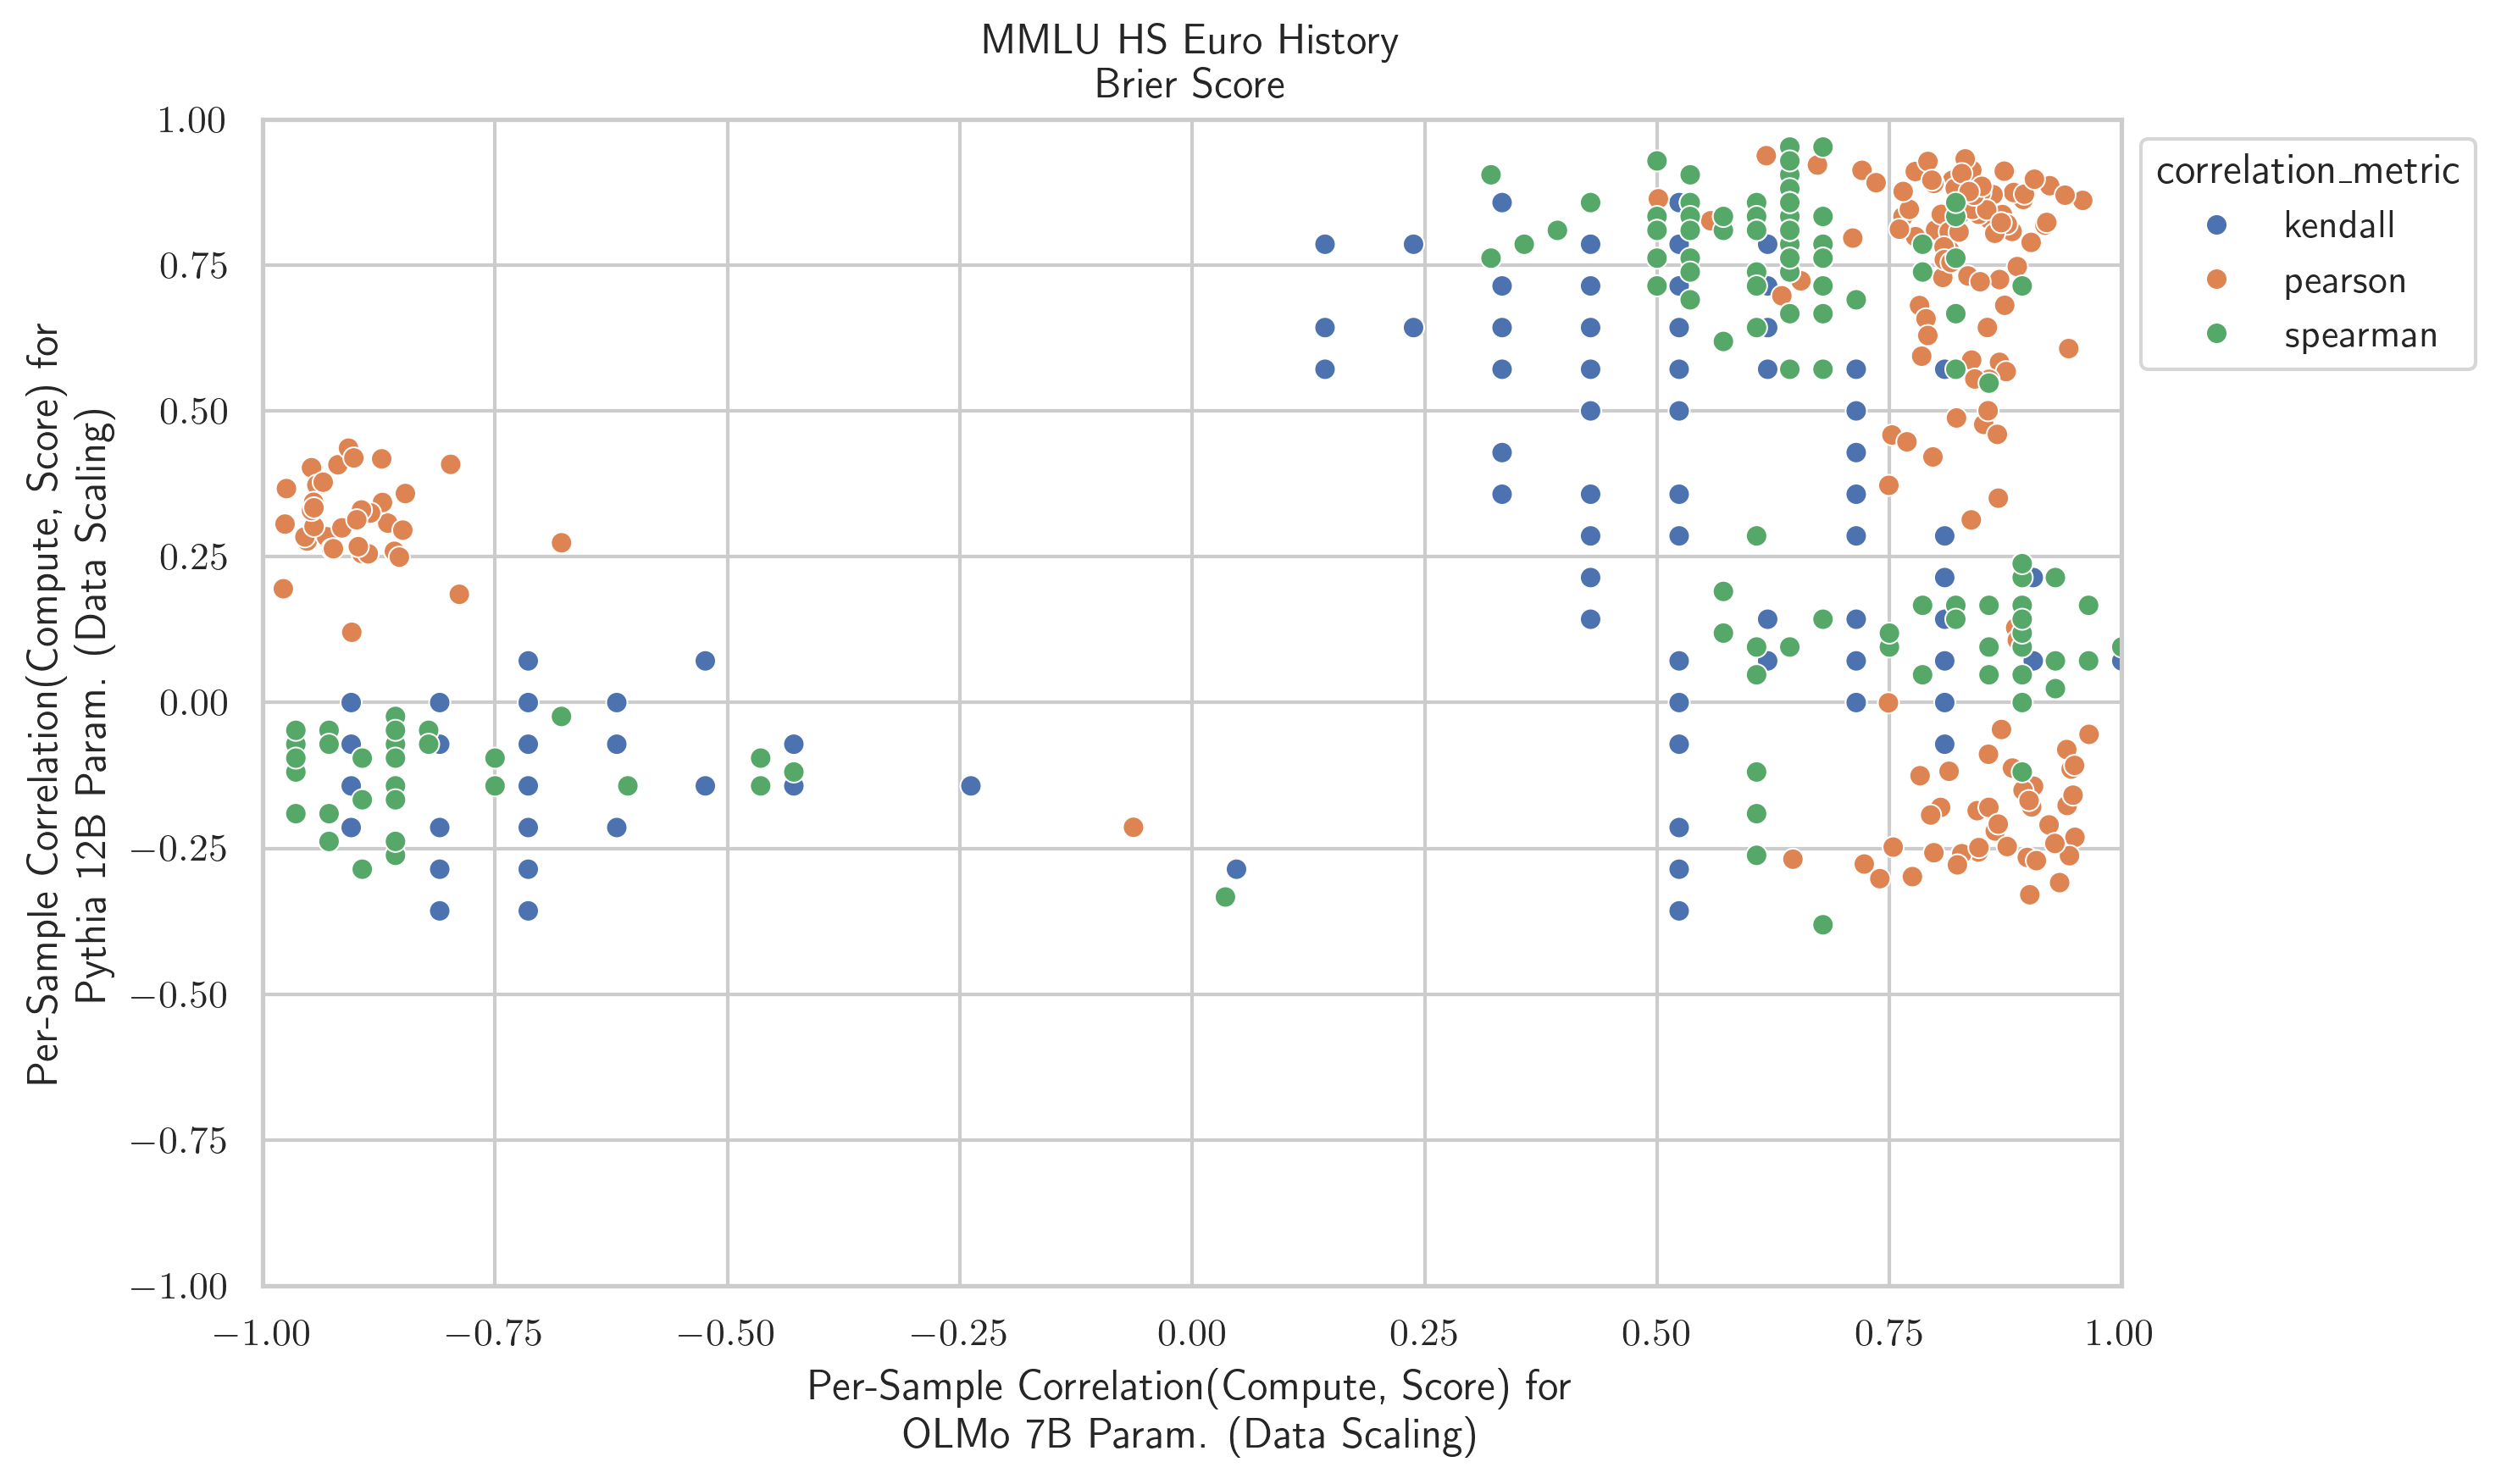 MMLU HS Euro History
Brier Score
Per-Sample Correlation(Compute, Score) for
Pythia 12B Param. (Data Scaling)
1.00
0.75
0.50
0.25
0.00
−0.25
−0.50
−0.75
−1.00
−1.00 −0.75 −0.50 −0.25 0.00 0.25 0.50 0.75 1.00
Per-Sample Correlation(Compute, Score) for
OLMo 7B Param. (Data Scaling)
correlation_metric
kendall
pearson
spearman